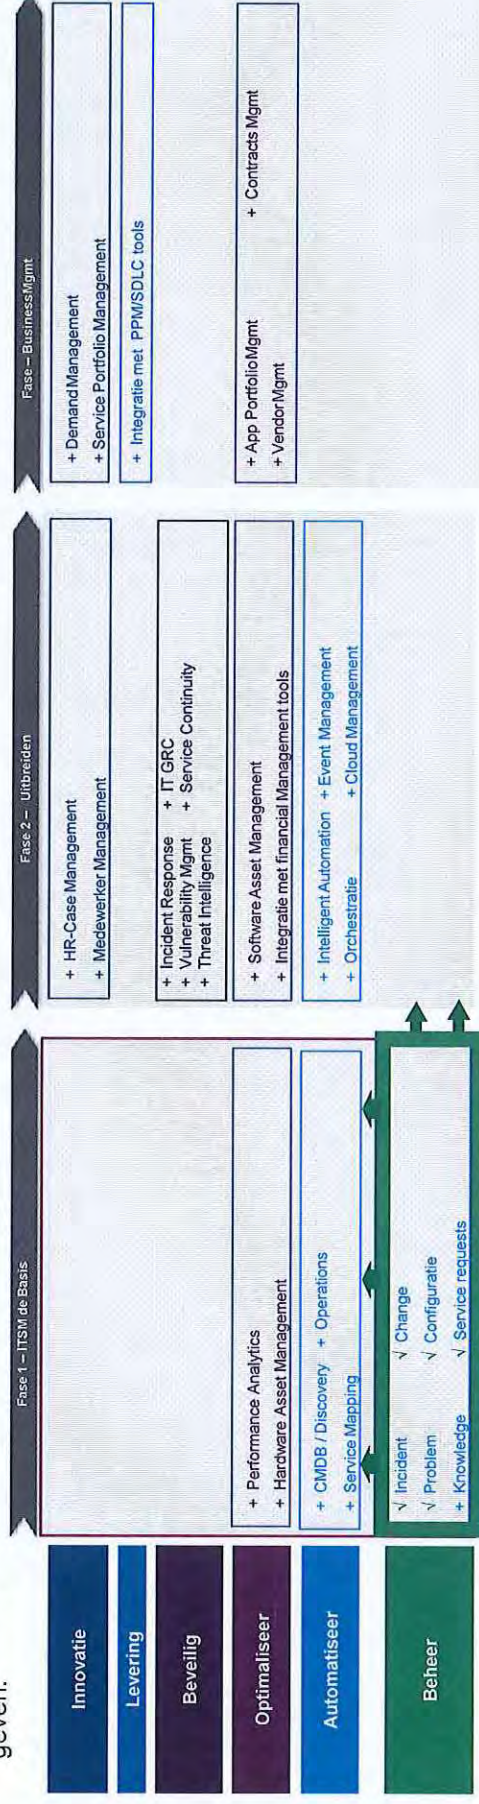 geven.
Fase 1 – ITSM de Basis
Fase 2 – Uitbreiden
Fase – BusinessMgmt
Innovatie
+ HR-Case Management
+ Medewerker Management
+ Demand Management
+ Service Portfolio Management
Levering
+ Integratie met PPM/SDLC tools
Beveilig
+ Incident Response + IT GRC
+ Vulnerability Mgmt + Service Continuity
+ Threat Intelligence
Optimaliseer
+ Performance Analytics
+ Hardware Asset Management
+ Software Asset Management
+ Integratie met financial Management tools
+ App PortfolioMgmt + Contracts Mgmt
+ VendorMgmt
Automatiseer
+ CMDB / Discovery + Operations
+ Service Mapping
+ Intelligent Automation + Event Management
+ Orchestratie + Cloud Management
Beheer
√ Incident √ Change
√ Problem √ Configuratie
+ Knowledge √ Service requests